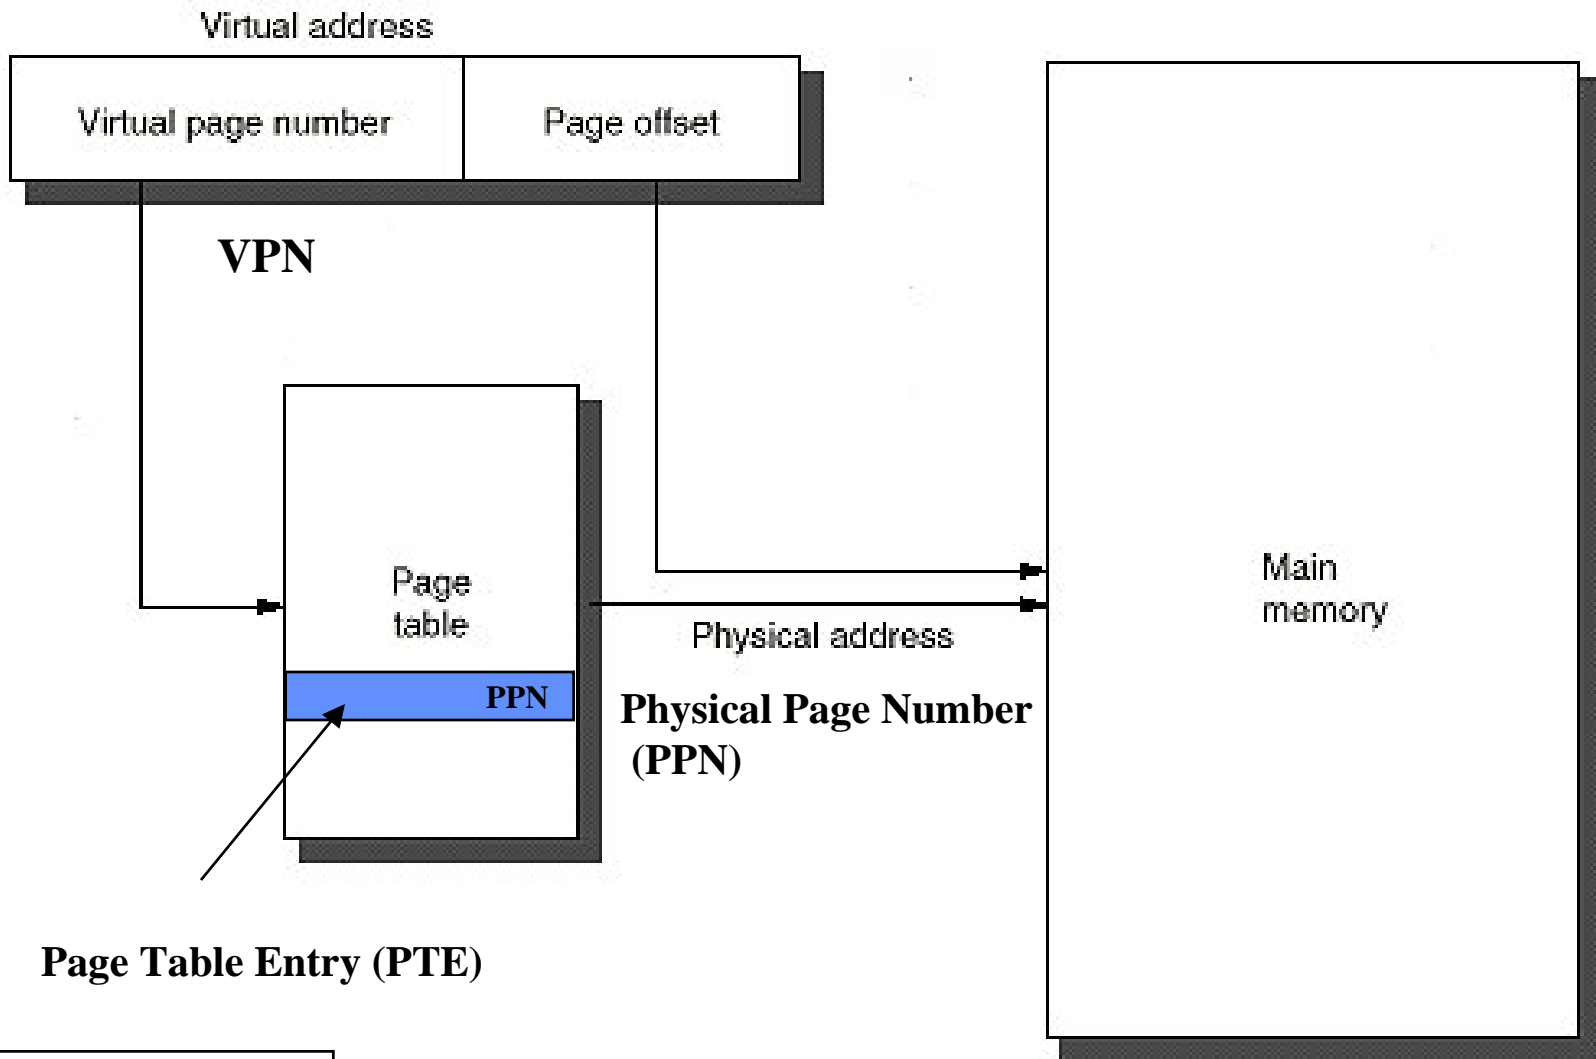 Virtual address
Virtual page number
Page offset
VPN
Page
table
Main
memory
Physical address
PPN
Physical Page Number
(PPN)
Page Table Entry (PTE)